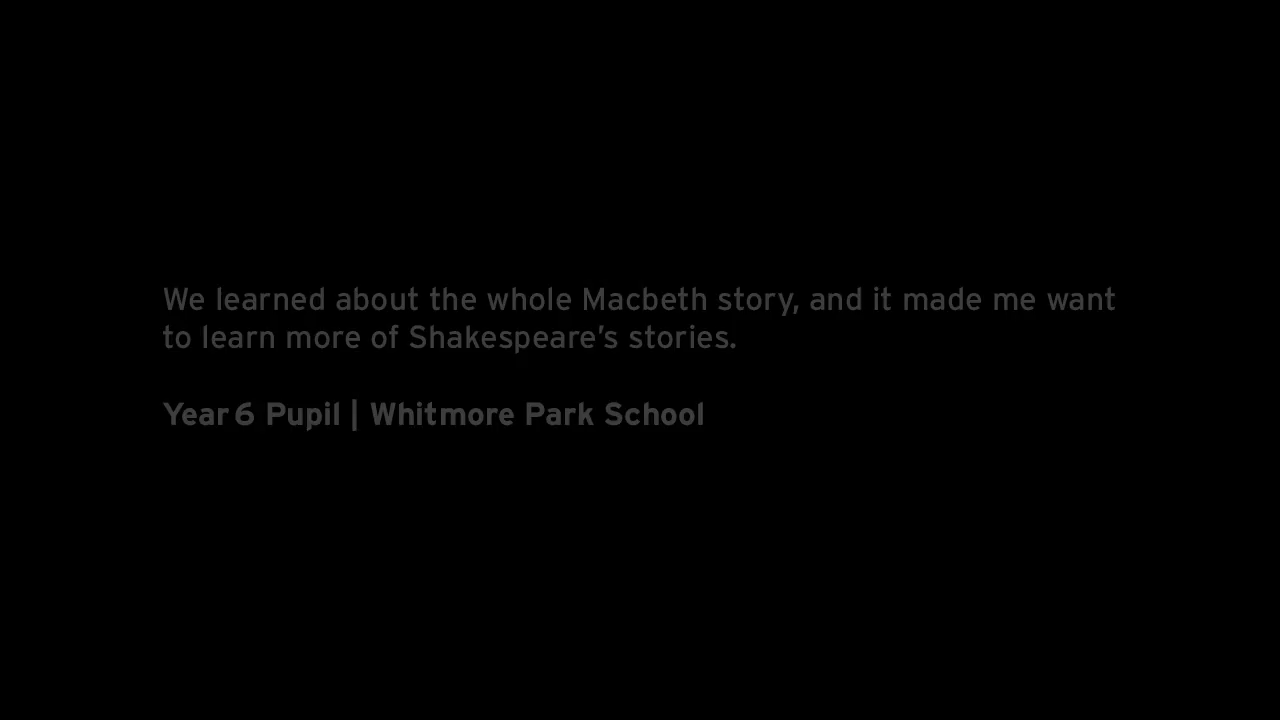 We learned about the whole Macbeth story, and it made me want
to learn more of Shakespeare’s stories.
Year 6 Pupil | Whitmore Park School